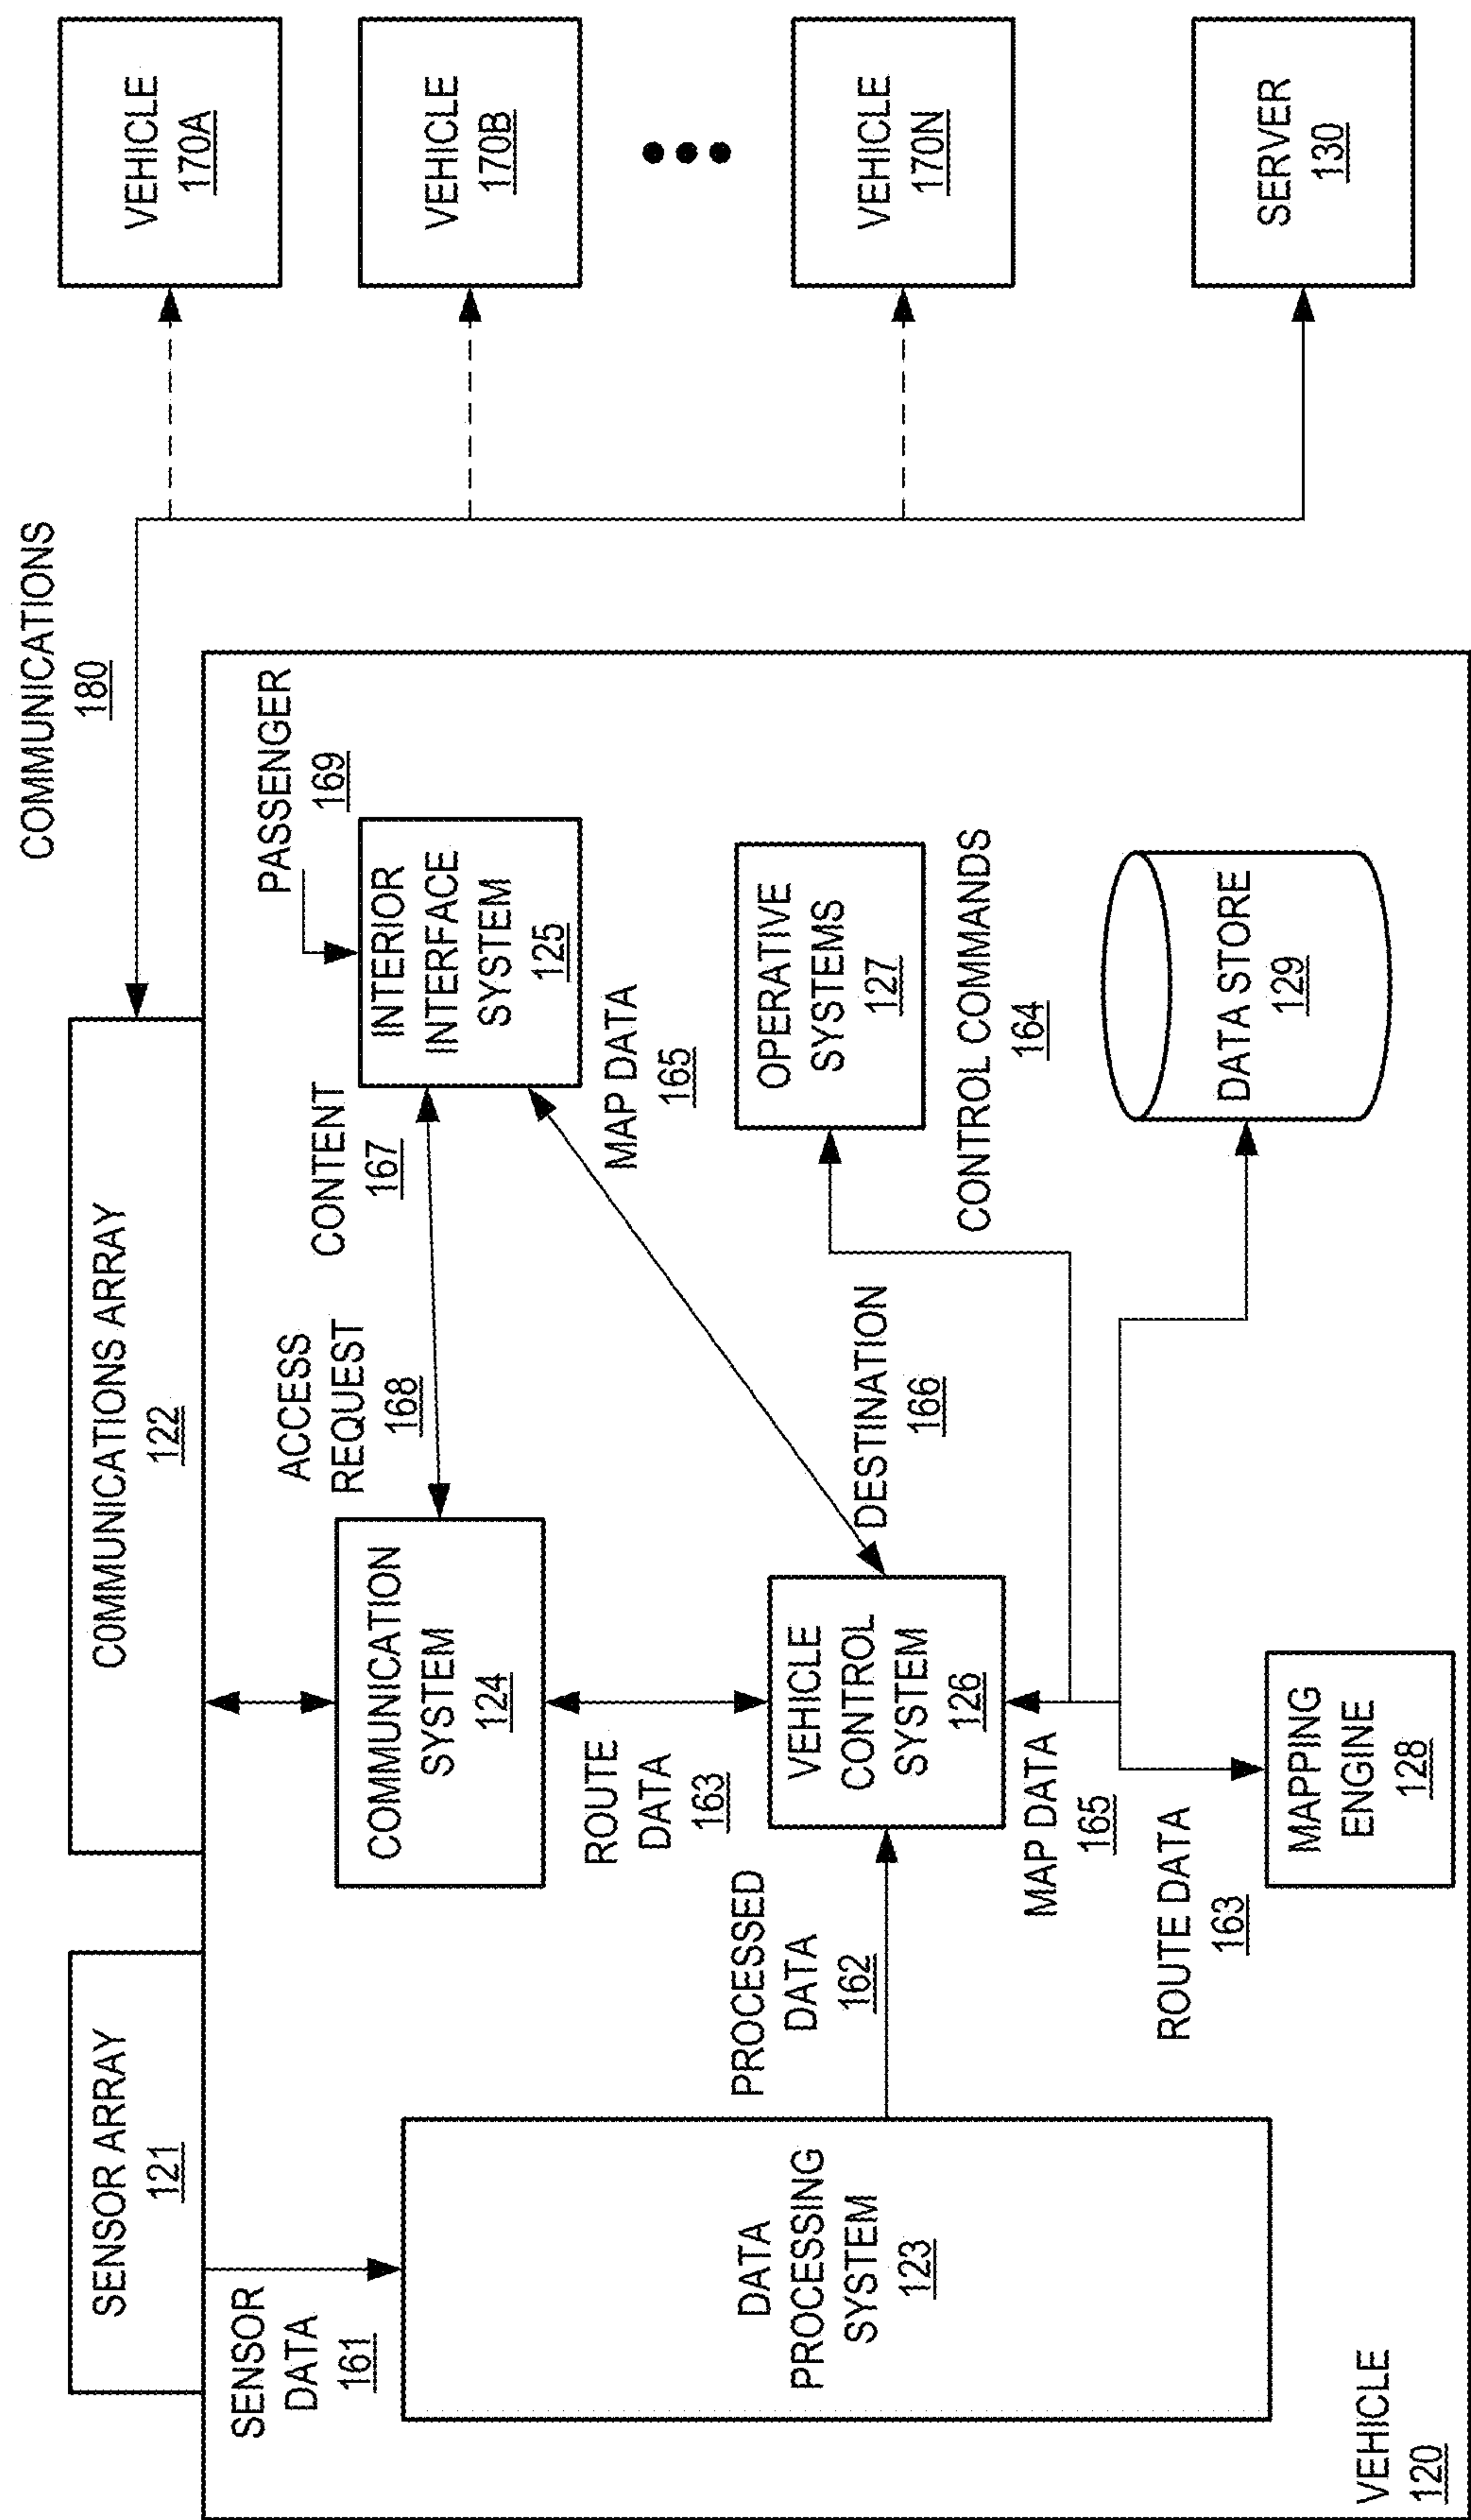 COMMUNICATIONS
180
SENSOR ARRAY
121
COMMUNICATIONS ARRAY
122
SENSOR
DATA
161
DATA
PROCESSING
SYSTEM
123
PROCESSED
DATA
162
COMMUNICATION
SYSTEM
124
ROUTE
DATA
163
VEHICLE
CONTROL
SYSTEM
126
ACCESS
REQUEST
168
CONTENT
167
PASSENGER
169
INTERIOR
INTERFACE
SYSTEM
125
MAP DATA
165
DESTINATION
166
OPERATIVE
SYSTEMS
127
CONTROL COMMANDS
164
MAP DATA
165
ROUTE DATA
163
MAPPING
ENGINE
128
DATA STORE
129
VEHICLE
120
VEHICLE
170A
VEHICLE
170B
VEHICLE
170N
SERVER
130